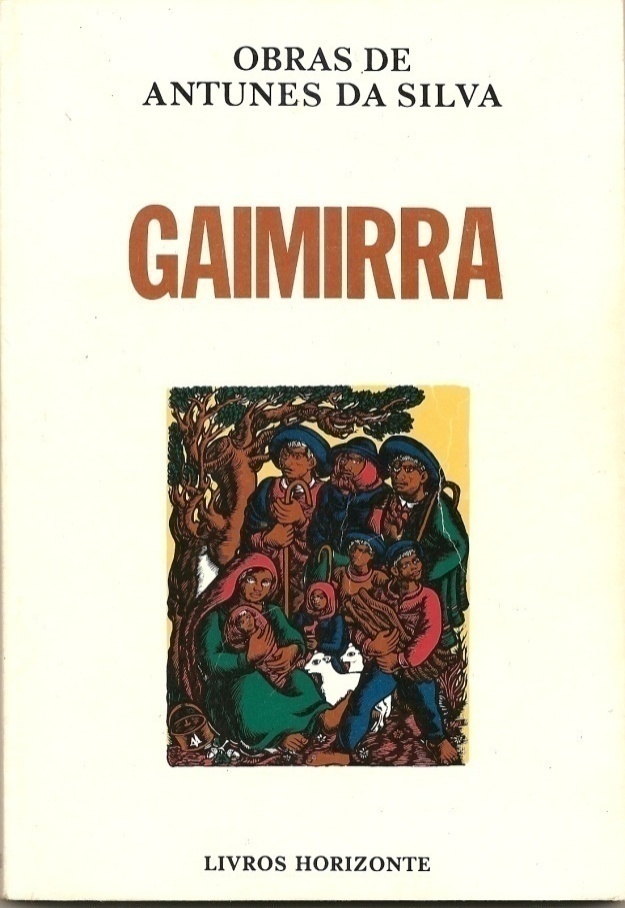 OBRAS DE
ANTUNES DA SILVA
GAIMIRRA
LIVROS HORIZONTE